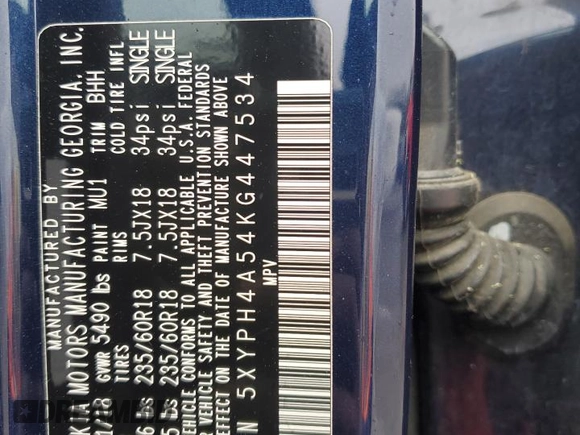 MANUFACTURED BY
MOTORS MANUFACTURING GEORGIA, INC.
GVWR 5490 lbs PAINT MU1 TRIM BHH
TIRES RIMS COLD TIRE INFL
235/60R18 7.5JX18 34psi SINGLE
235/60R18 7.5JX18 34psi SINGLE
VEHICLE CONFORMS TO ALL APPLICABLE U.S.A. FEDERAL
VEHICLE SAFETY AND THEFT PREVENTION STANDARDS
EFFECT ON THE DATE OF MANUFACTURE SHOWN ABOVE
5XYPH4A54KG447534
MPV